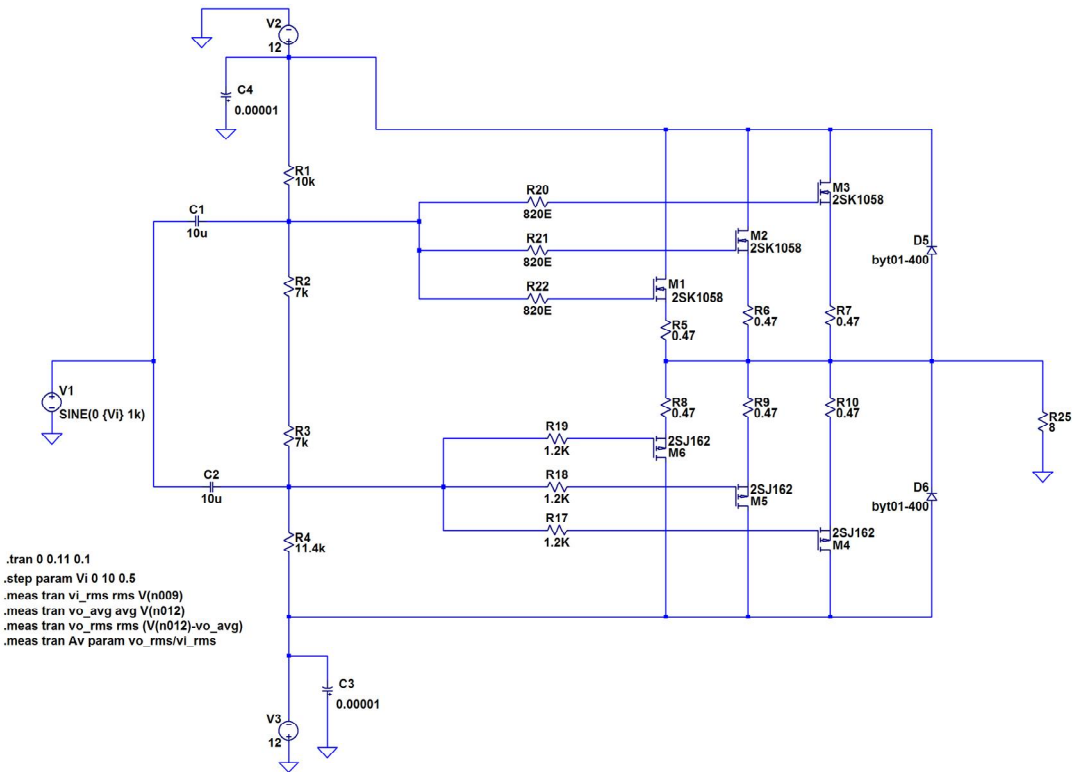 V2
12
C4
0.00001
R1
10k
C1
10u
R20
820E
M3
2SK1058
R21
820E
M2
2SK1058
D5
byt01-400
R2
7k
R22
820E
M1
2SK1058
R5
0.47
R6
0.47
R7
0.47
V1
SINE(0 {Vi} 1k)
R8
0.47
R9
0.47
R10
0.47
R25
8
R3
7k
R19
1.2K
2SJ162
M6
C2
10u
R18
1.2K
2SJ162
M5
D6
byt01-400
R17
1.2K
2SJ162
M4
R4
11.4k
.tran 0 0.11 0.1
.step param Vi 0 10 0.5
.meas tran vi_rms rms V(n009)
.meas tran vo_avg avg V(n012)
.meas tran vo_rms rms (V(n012)-vo_avg)
.meas tran Av param vo_rms/vi_rms
C3
0.00001
V3
12